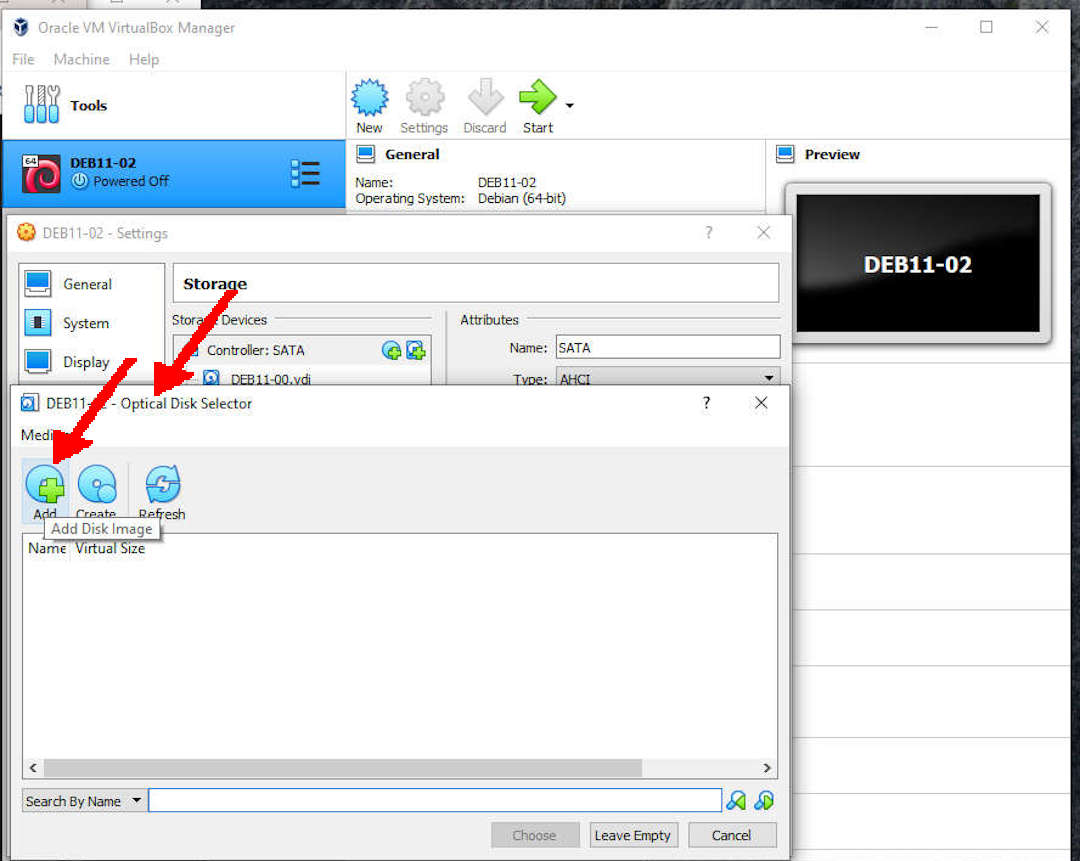 Oracle VM VirtualBox Manager
File Machine Help
Tools
New Settings Discard Start
64
DEB11-02
Powered Off
General
Name: DEB11-02
Operating System: Debian (64-bit)
Preview
DEB11-02
DEB11-02 - Settings ?
General
System
Display
Storage
Storage Devices
Controller: SATA
DEB11-00.vdi
Attributes
Name: SATA
Type: AHCI
- Optical Disk Selector ?
Add Create Refresh
Add Disk Image
Name Virtual Size
Search By Name
Choose Leave Empty Cancel